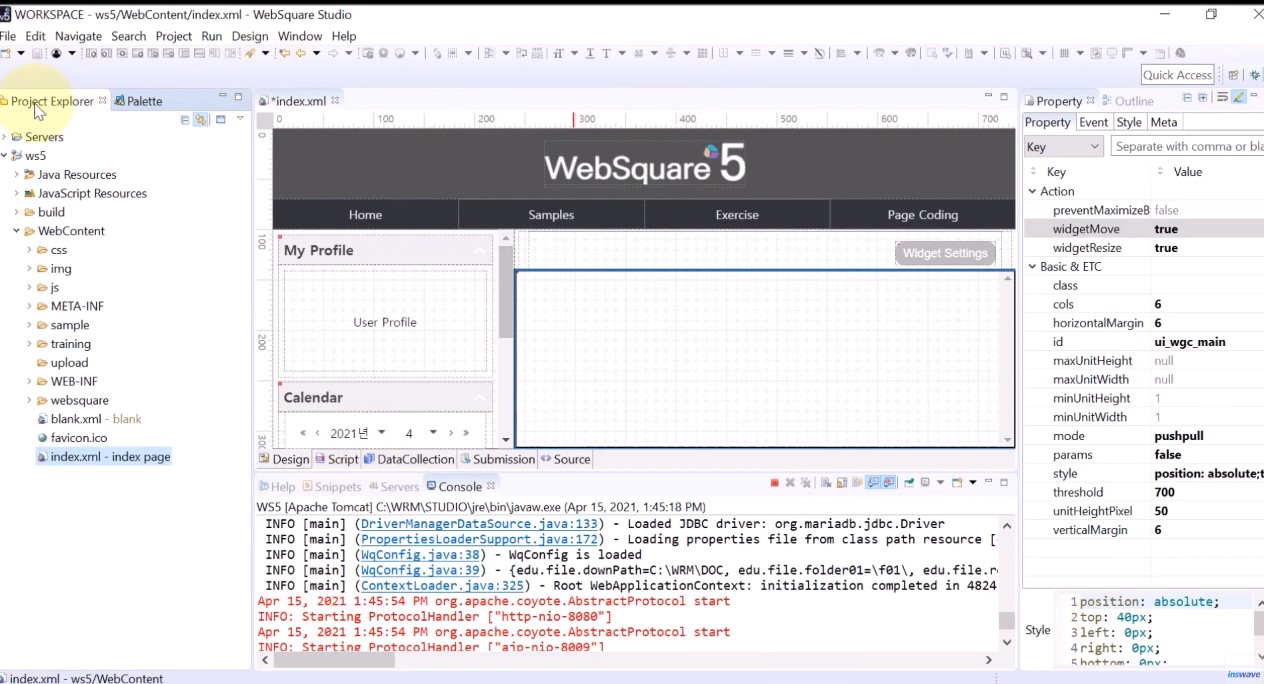 WORKSPACE - ws5/WebContent/index.xml - WebSquare Studio
File Edit Navigate Search Project Run Design Window Help
Quick Access
Project Explorer Palette
Servers
ws5
Java Resources
JavaScript Resources
build
WebContent
css
img
js
META-INF
sample
training
upload
WEB-INF
websquare
blank.xml - blank
favicon.ico
index.xml - index page
*index.xml
0 100 200 300 400 500 600 700
0
100
200
300
WebSquare 5
Home Samples Exercise Page Coding
My Profile
Widget Settings
User Profile
Calendar
2021년 4
Design Script DataCollection Submission Source
Help Snippets Servers Console
WS5 [Apache Tomcat] C:\WRM\STUDIO\jre\bin\javaw.exe (Apr 15, 2021, 1:45:18 PM)
INFO [main] (DriverManagerDataSource.java:133) - Loaded JDBC driver: org.mariadb.jdbc.Driver
INFO [main] (PropertiesLoaderSupport.java:172) - Loading properties file from class path resource [
INFO [main] (WqConfig.java:38) - WqConfig is loaded
INFO [main] (WqConfig.java:39) - {edu.file.downPath=C:\WRM\DOC, edu.file.folder01=\f01\, edu.file.r
INFO [main] (ContextLoader.java:325) - Root WebApplicationContext: initialization completed in 4824
Apr 15, 2021 1:45:54 PM org.apache.coyote.AbstractProtocol start
INFO: Starting ProtocolHandler ["http-nio-8080"]
Apr 15, 2021 1:45:54 PM org.apache.coyote.AbstractProtocol start
INFO: Starting ProtocolHandler ["ajp-nio-8009"]
Property Outline
Property Event Style Meta
Key Separate with comma or bla
Key Value
Action
preventMaximizeB false
widgetMove true
widgetResize true
Basic & ETC
class
cols 6
horizontalMargin 6
id ui_wgc_main
maxUnitHeight null
maxUnitWidth null
minUnitHeight 1
minUnitWidth 1
mode pushpull
params false
style position: absolute;t
threshold 700
unitHeightPixel 50
verticalMargin 6
Style
1 position: absolute;
2 top: 40px;
3 left: 0px;
4 right: 0px;
5 bottom: 0px;
index.xml - ws5/WebContent
inswave